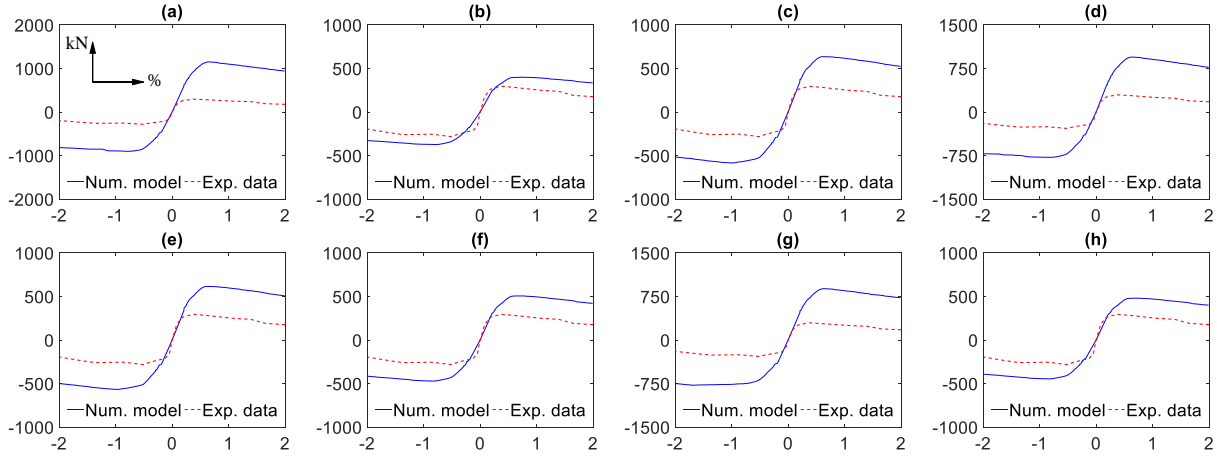 (a) (b) (c) (d)
2000 1000 1000 1500
kN
1000 500 500 750
%
0 0 0 0
-1000 -500 -500 -750
Num. model Exp. data Num. model Exp. data Num. model Exp. data Num. model Exp. data
-2000 -1000 -1000 -1500
-2 -1 0 1 2 -2 -1 0 1 2 -2 -1 0 1 2 -2 -1 0 1 2
(e) (f) (g) (h)
1000 1000 1500 1000
500 500 750 500
0 0 0 0
-500 -500 -750 -500
Num. model Exp. data Num. model Exp. data Num. model Exp. data Num. model Exp. data
-1000 -1000 -1500 -1000
-2 -1 0 1 2 -2 -1 0 1 2 -2 -1 0 1 2 -2 -1 0 1 2